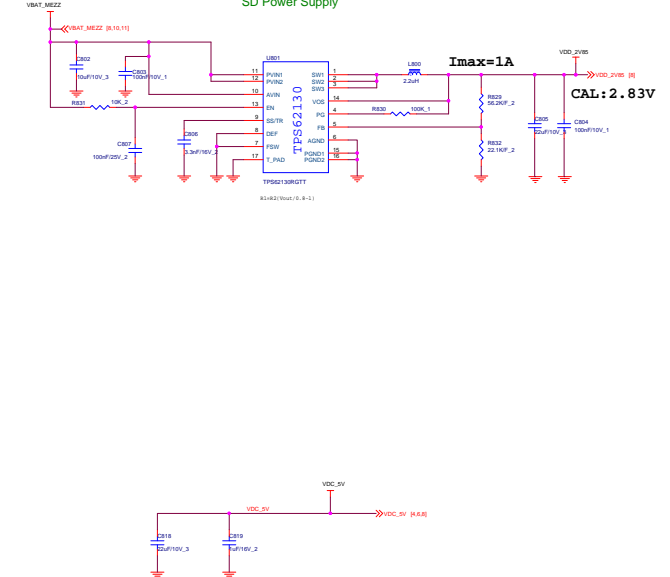 SD Power Supply
VBAT_MEZZ
VBAT_MEZZ [8,10,11]
C802
10uF/10V_3
C803
100nF/10V_1
R831
10K_2
C807
100nF/25V_2
C806
3.3nF/16V_2
U801
11
PVIN1
12
PVIN2
10
AVIN
13
EN
9
SS/TR
8
DEF
7
FSW
17
T_PAD
TPS62130
SW1
1
SW2
2
SW3
3
VOS
14
PG
4
FB
5
AGND
6
PGND1
15
PGND2
16
TPS62130RGTT
R1=R2(Vout/0.8-1)
L800
2.2uH
Imax=1A
R830
100K_1
R829
56.2K/F_2
R832
22.1K/F_2
C805
22uF/10V_3
C804
100nF/10V_1
VDD_2V85
VDD_2V85 [8]
CAL:2.83V
VDC_5V
VDC_5V
VDC_5V [4,6,8]
C818
22uF/10V_3
C819
1uF/16V_2